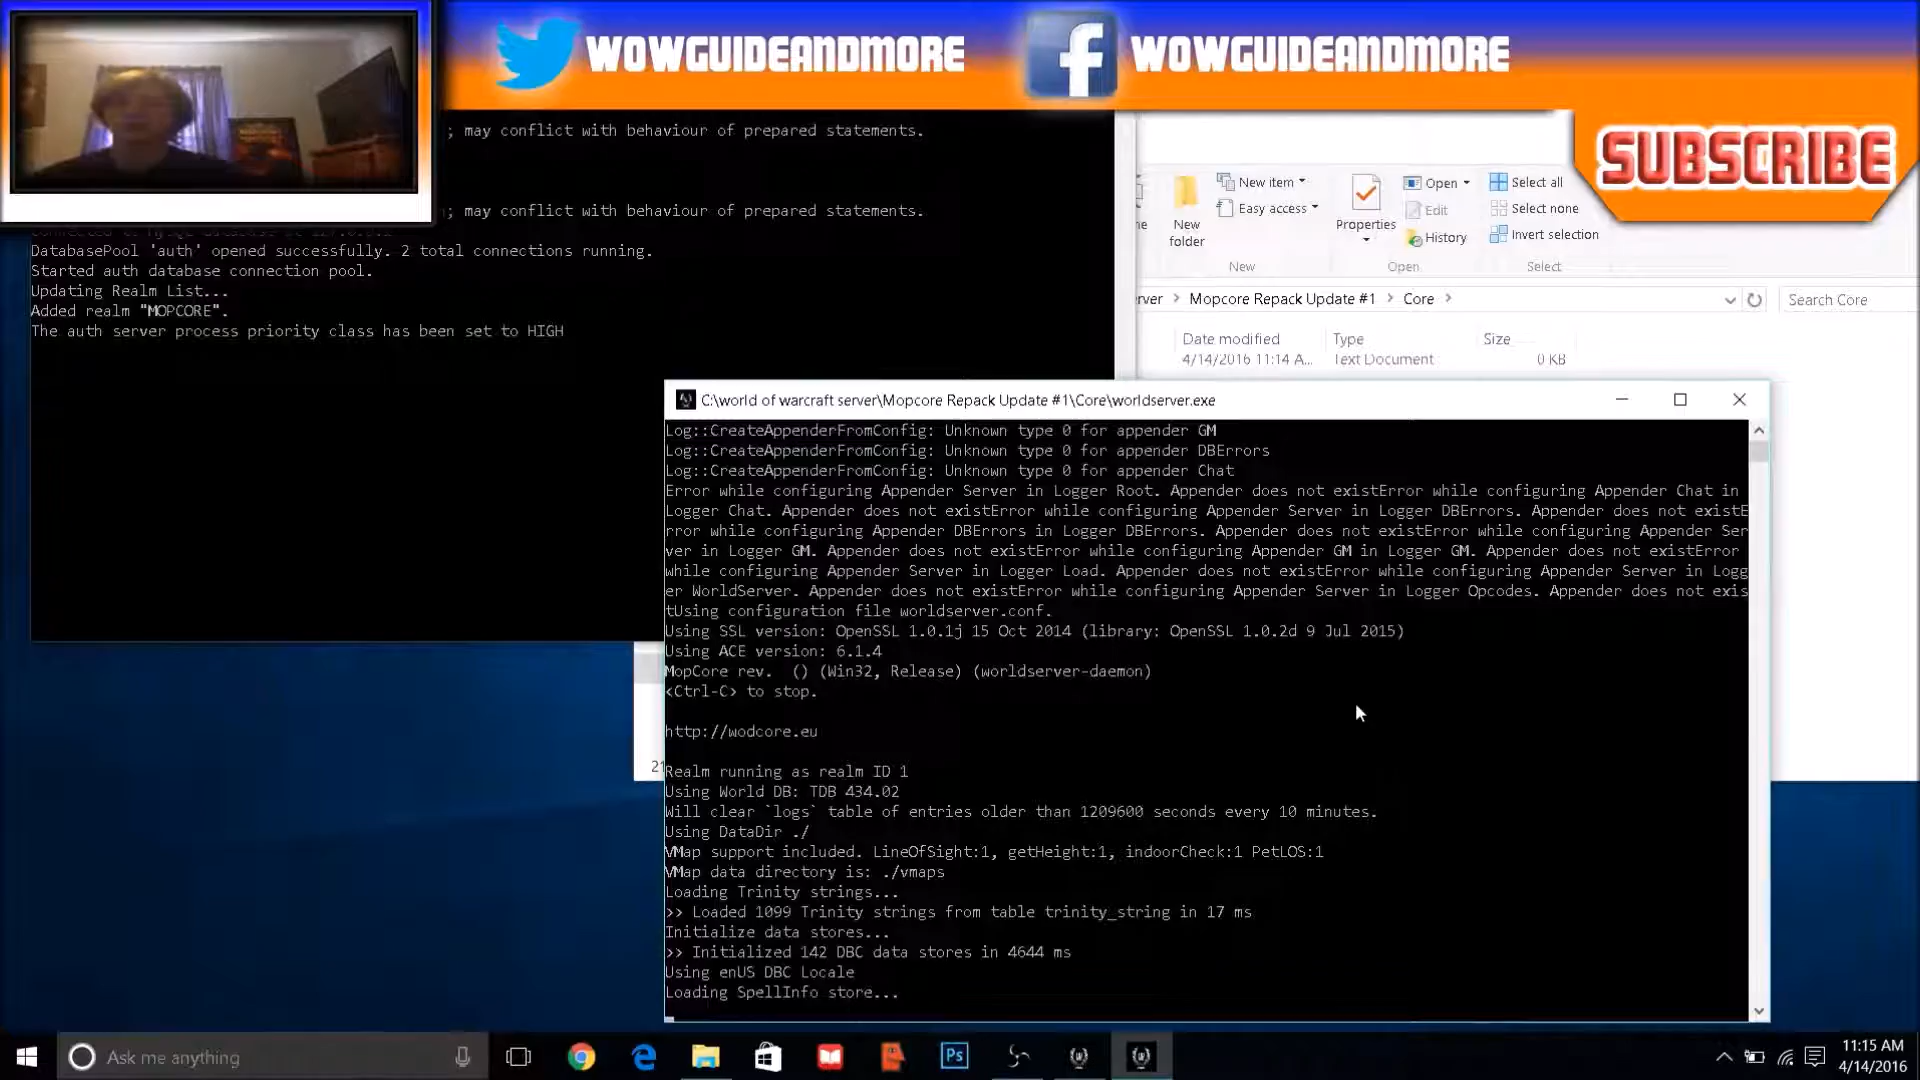 WOWGUIDEANDMORE
WOWGUIDEANDMORE
SUBSCRIBE
; may conflict with behaviour of prepared statements.
; may conflict with behaviour of prepared statements.
DatabasePool 'auth' opened successfully. 2 total connections running.
Started auth database connection pool.
Updating Realm List...
Added realm "MOPCORE".
The auth server process priority class has been set to HIGH
New item
Easy access
New
folder
New
Properties
Open
Edit
History
Open
Select all
Select none
Invert selection
Select
Mopcore Repack Update #1 > Core >
Search Core
Date modified
Type
Size
4/14/2016 11:14 A...
Text Document
0 KB
C:\world of warcraft server\Mopcore Repack Update #1\Core\worldserver.exe
Log::CreateAppenderFromConfig: Unknown type 0 for appender GM
Log::CreateAppenderFromConfig: Unknown type 0 for appender DBErrors
Log::CreateAppenderFromConfig: Unknown type 0 for appender Chat
Error while configuring Appender Server in Logger Root. Appender does not existError while configuring Appender Chat in
Logger Chat. Appender does not existError while configuring Appender Server in Logger DBErrors. Appender does not existE
rror while configuring Appender DBErrors in Logger DBErrors. Appender does not existError while configuring Appender Ser
ver in Logger GM. Appender does not existError while configuring Appender GM in Logger GM. Appender does not existError
while configuring Appender Server in Logger Load. Appender does not existError while configuring Appender Server in Logg
er WorldServer. Appender does not existError while configuring Appender Server in Logger Opcodes. Appender does not exis
tUsing configuration file worldserver.conf.
Using SSL version: OpenSSL 1.0.1j 15 Oct 2014 (library: OpenSSL 1.0.2d 9 Jul 2015)
Using ACE version: 6.1.4
MopCore rev. () (Win32, Release) (worldserver-daemon)
<Ctrl-C> to stop.
http://wodcore.eu
Realm running as realm ID 1
Using World DB: TDB 434.02
Will clear `logs` table of entries older than 1209600 seconds every 10 minutes.
Using DataDir ./
VMap support included. LineOfSight:1, getHeight:1, indoorCheck:1 PetLOS:1
VMap data directory is: ./vmaps
Loading Trinity strings...
>> Loaded 1099 Trinity strings from table trinity_string in 17 ms
Initialize data stores...
>> Initialized 142 DBC data stores in 4644 ms
Using enUS DBC Locale
Loading SpellInfo store...
Ask me anything
Ps
11:15 AM
4/14/2016